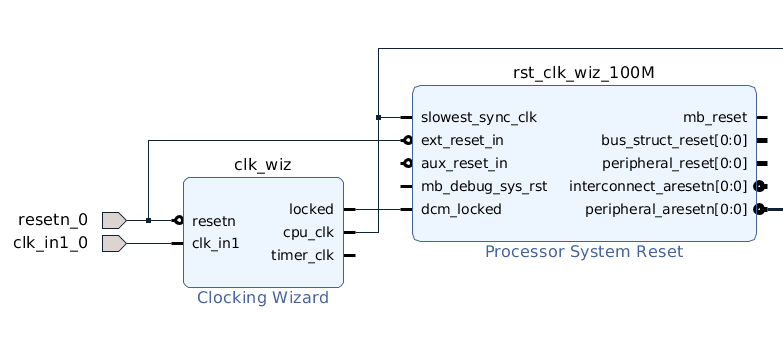 rst_clk_wiz_100M
slowest_sync_clk
mb_reset
ext_reset_in
bus_struct_reset[0:0]
aux_reset_in
peripheral_reset[0:0]
mb_debug_sys_rst
interconnect_aresetn[0:0]
dcm_locked
peripheral_aresetn[0:0]
Processor System Reset
clk_wiz
resetn_0
resetn
locked
clk_in1_0
clk_in1
cpu_clk
timer_clk
Clocking Wizard